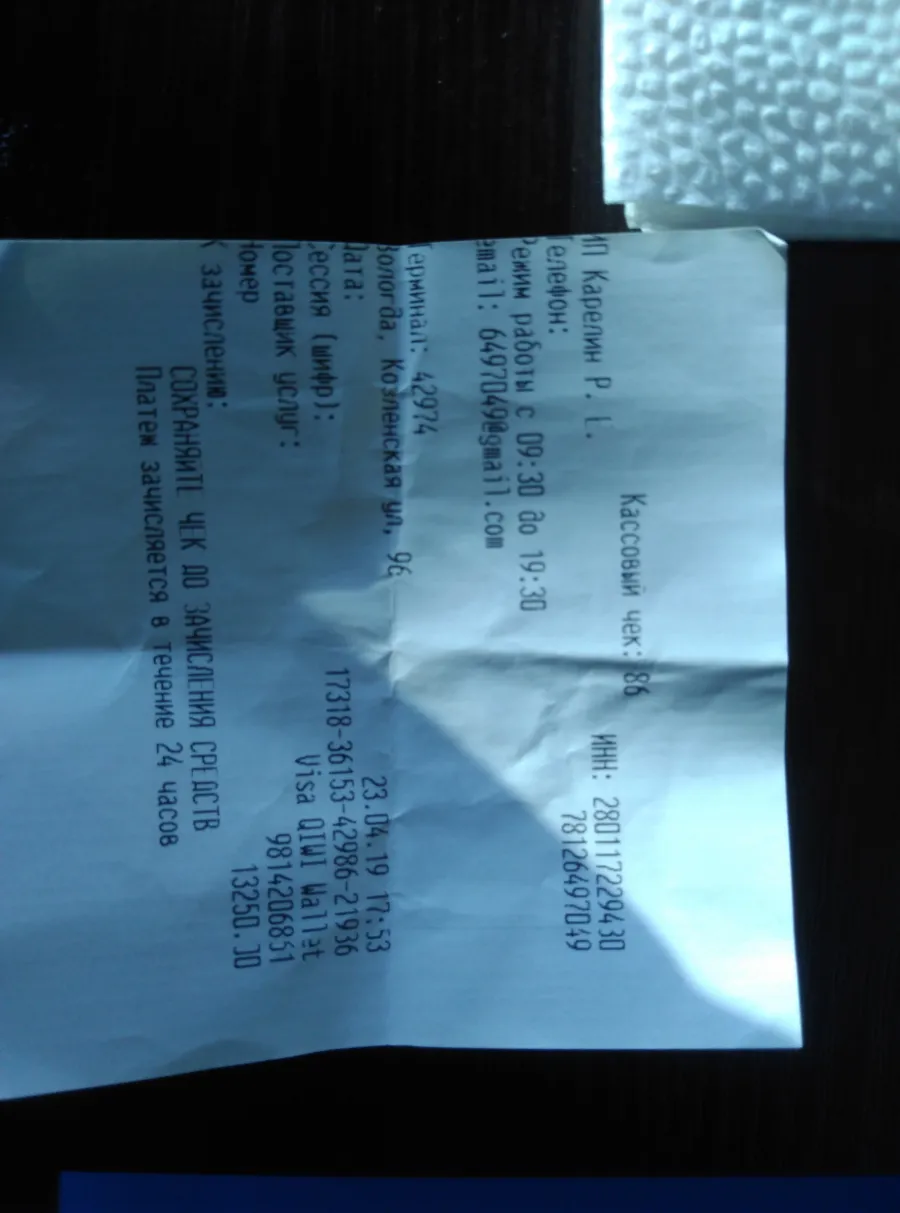 Кассовый чек: 86
ИП Карелин Р. L. ИНН: 280117229430
Телефон: 78126497049
Режим работы с 09:30 до 19:30
email: 6497049@gmail.com
Терминал: 42974
Вологда, Козленская ул, 96
Дата: 23.04.19 17:53
Сессия (шифр): 17318-36153-42986-21936
Поставщик услуг: Visa QIWI Wallet
Номер 9814206851
К зачислению: 13250.00
СОХРАНЯЙТЕ ЧЕК ДО ЗАЧИСЛЕНИЯ СРЕДСТВ
Платеж зачисляется в течение 24 часов